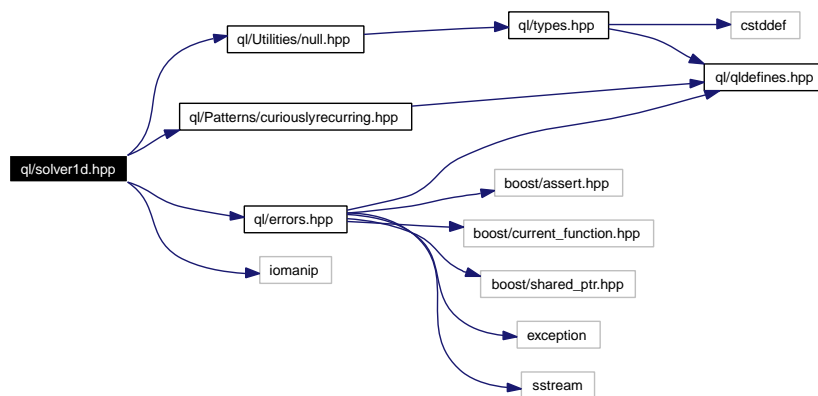 ql/types.hpp
cstddef
ql/Utilities/null.hpp
ql/qldefines.hpp
ql/Patterns/curiouslyrecurring.hpp
ql/solver1d.hpp
boost/assert.hpp
ql/errors.hpp
boost/current_function.hpp
iomanip
boost/shared_ptr.hpp
exception
sstream